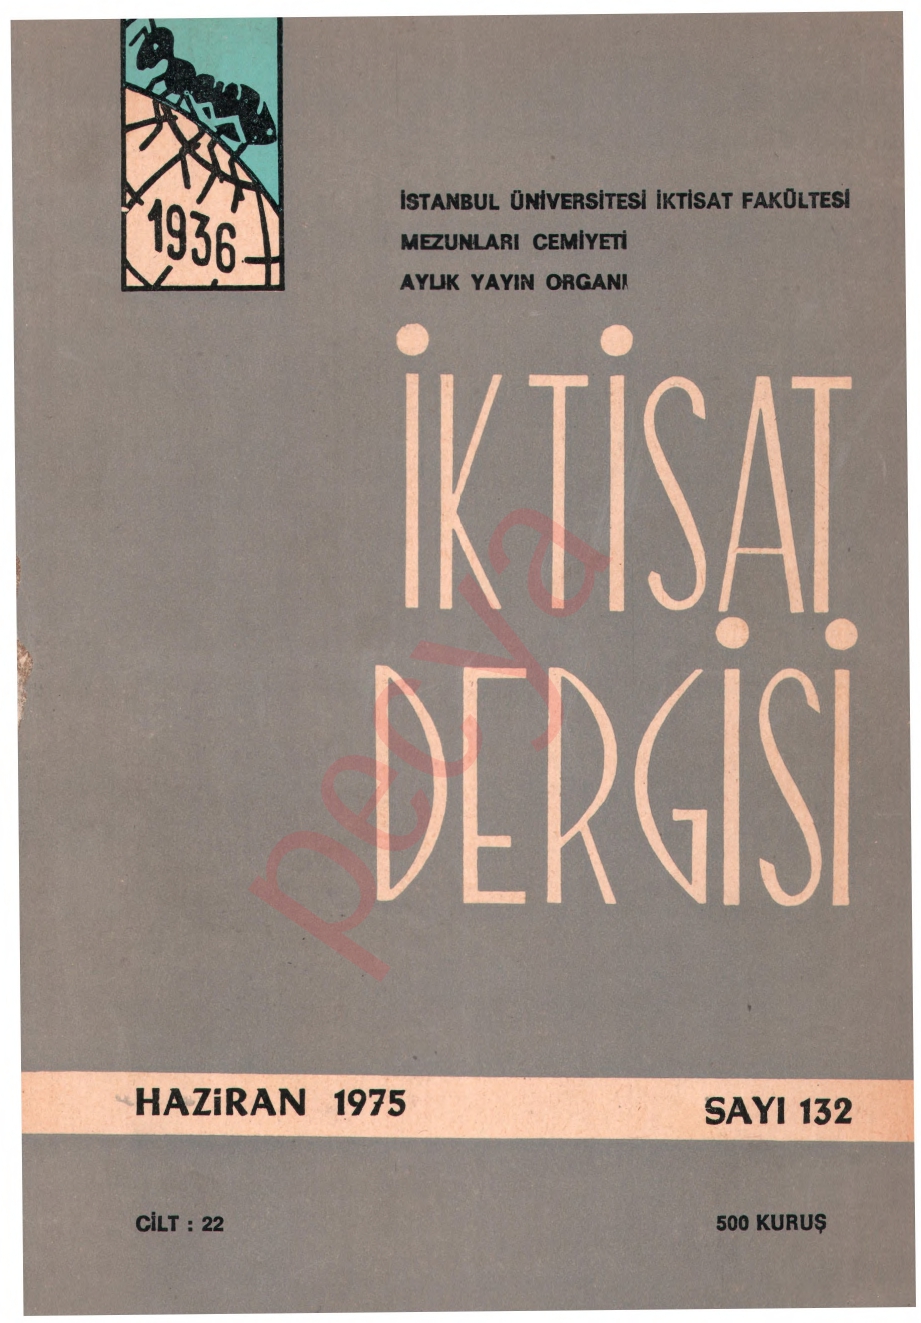 1936
İSTANBUL ÜNİVERSİTESİ İKTİSAT FAKÜLTESİ
MEZUNLARI CEMİYETİ
AYLIK YAYIN ORGANI
İKTİSAT
DERGİSİ
pecya
HAZİRAN 1975 SAYI 132
CİLT : 22 500 KURUŞ